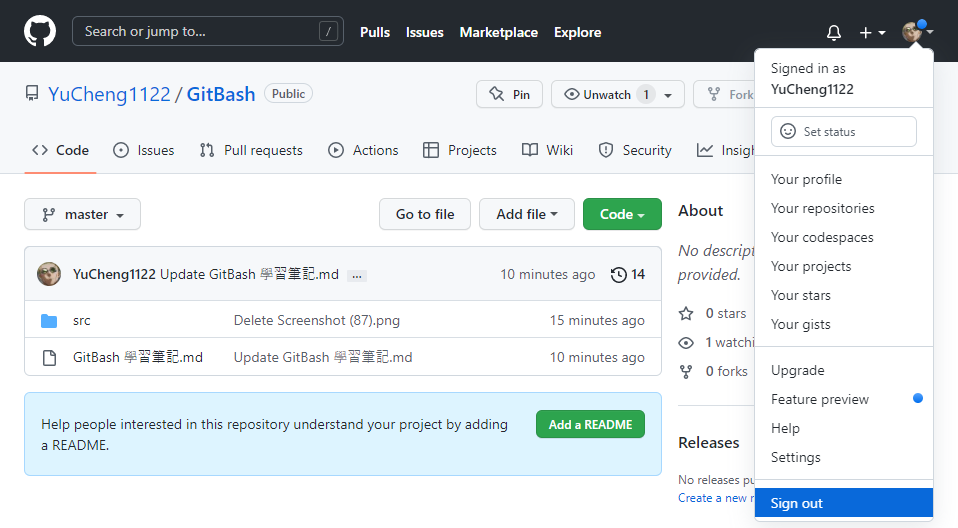 Search or jump to... /
Pulls Issues Marketplace Explore
YuCheng1122 / GitBash Public
Pin Unwatch 1 Fork
Code Issues Pull requests Actions Projects Wiki Security
master Go to file Add file Code
YuCheng1122 Update GitBash 學習筆記.md ... 10 minutes ago 14
src Delete Screenshot (87).png 15 minutes ago
GitBash 學習筆記.md Update GitBash 學習筆記.md 10 minutes ago
Help people interested in this repository understand your project by adding
a README.
Add a README
About
No
provided.
0 stars
1
0 forks
Releases
No releases
Create a new
Signed in as
YuCheng1122
Set status
Your profile
Your repositories
Your codespaces
Your projects
Your stars
Your gists
Upgrade
Feature preview
Help
Settings
Sign out